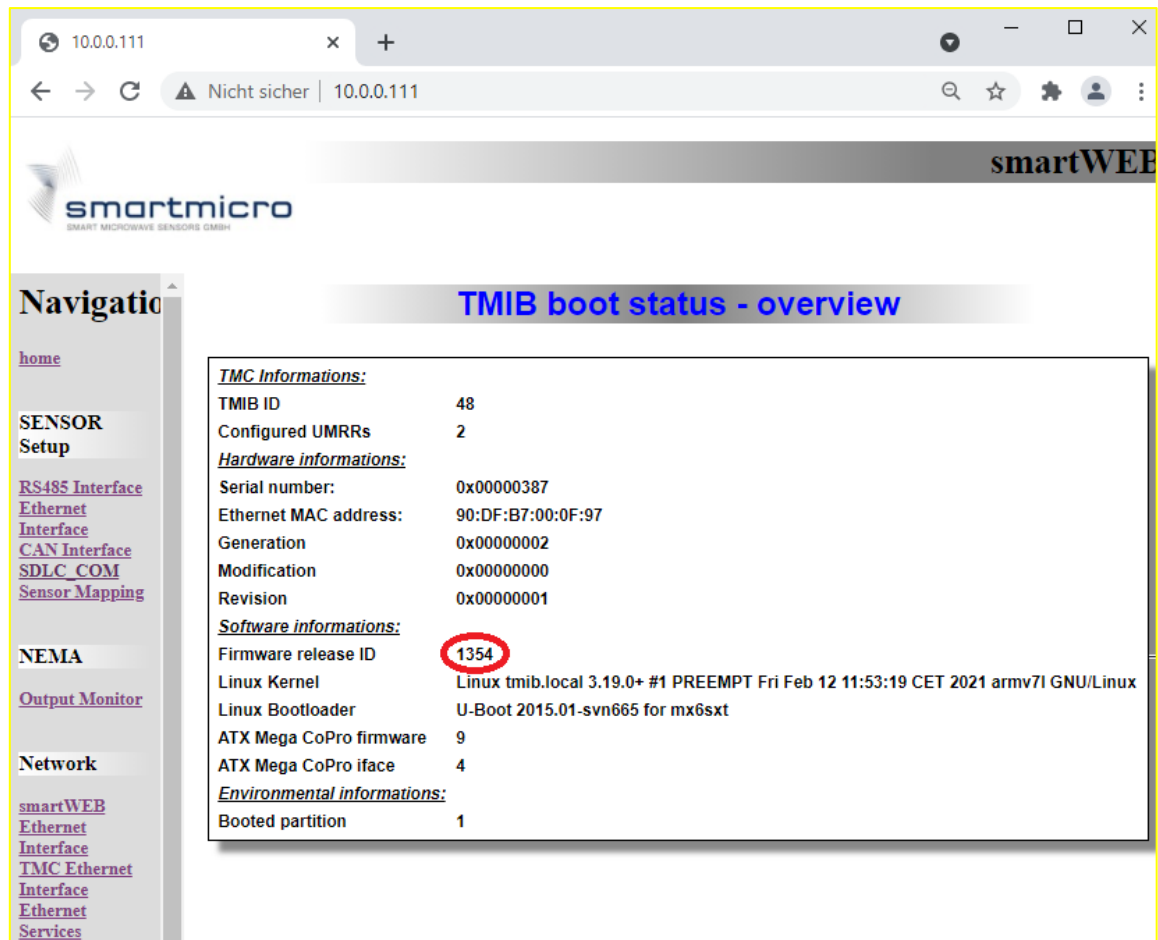 10.0.0.111
Nicht sicher 10.0.0.111
smartWEB
smartmicro
SMART MICROWAVE SENSORS GMBH
Navigatio
home
SENSOR
Setup
RS485 Interface
Ethernet
Interface
CAN Interface
SDLC_COM
Sensor Mapping
NEMA
Output Monitor
Network
smartWEB
Ethernet
Interface
TMC Ethernet
Interface
Ethernet
Services
TMIB boot status - overview
TMC Informations:
TMIB ID 48
Configured UMRRs 2
Hardware informations:
Serial number: 0x00000387
Ethernet MAC address: 90:DF:B7:00:0F:97
Generation 0x00000002
Modification 0x00000000
Revision 0x00000001
Software informations:
Firmware release ID 1354
Linux Kernel Linux tmib.local 3.19.0+ #1 PREEMPT Fri Feb 12 11:53:19 CET 2021 armv7l GNU/Linux
Linux Bootloader U-Boot 2015.01-svn665 for mx6sxt
ATX Mega CoPro firmware 9
ATX Mega CoPro iface 4
Environmental informations:
Booted partition 1